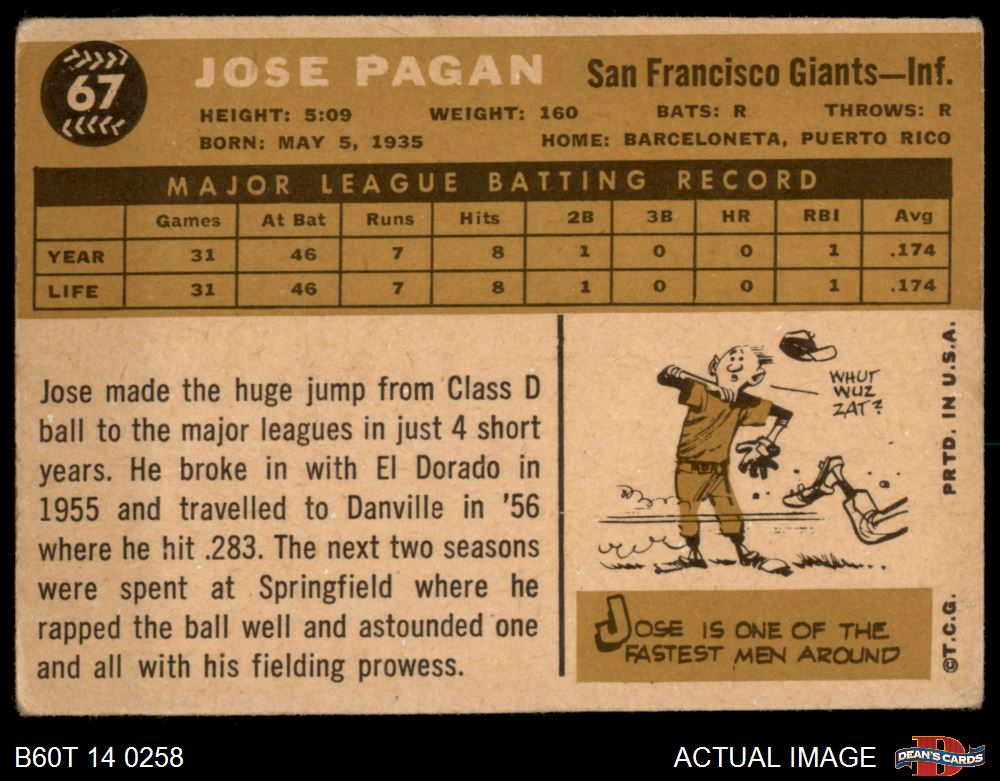 67
JOSE PAGAN
San Francisco Giants—Inf.
HEIGHT: 5:09 WEIGHT: 160 BATS: R THROWS: R
BORN: MAY 5, 1935 HOME: BARCELONETA, PUERTO RICO
MAJOR LEAGUE BATTING RECORD
Games At Bat Runs Hits 2B 3B HR RBI Avg
YEAR 31 46 7 8 1 0 0 1 .174
LIFE 31 46 7 8 1 0 0 1 .174
Jose made the huge jump from Class D
ball to the major leagues in just 4 short
years. He broke in with El Dorado in
1955 and travelled to Danville in '56
where he hit .283. The next two seasons
were spent at Springfield where he
rapped the ball well and astounded one
and all with his fielding prowess.
WHUT
WUZ
ZAT?
JOSE IS ONE OF THE
FASTEST MEN AROUND
PRTD. IN U.S.A.
©T.C.G.
B60T 14 0258
ACTUAL IMAGE
D
DEAN'S CARDS